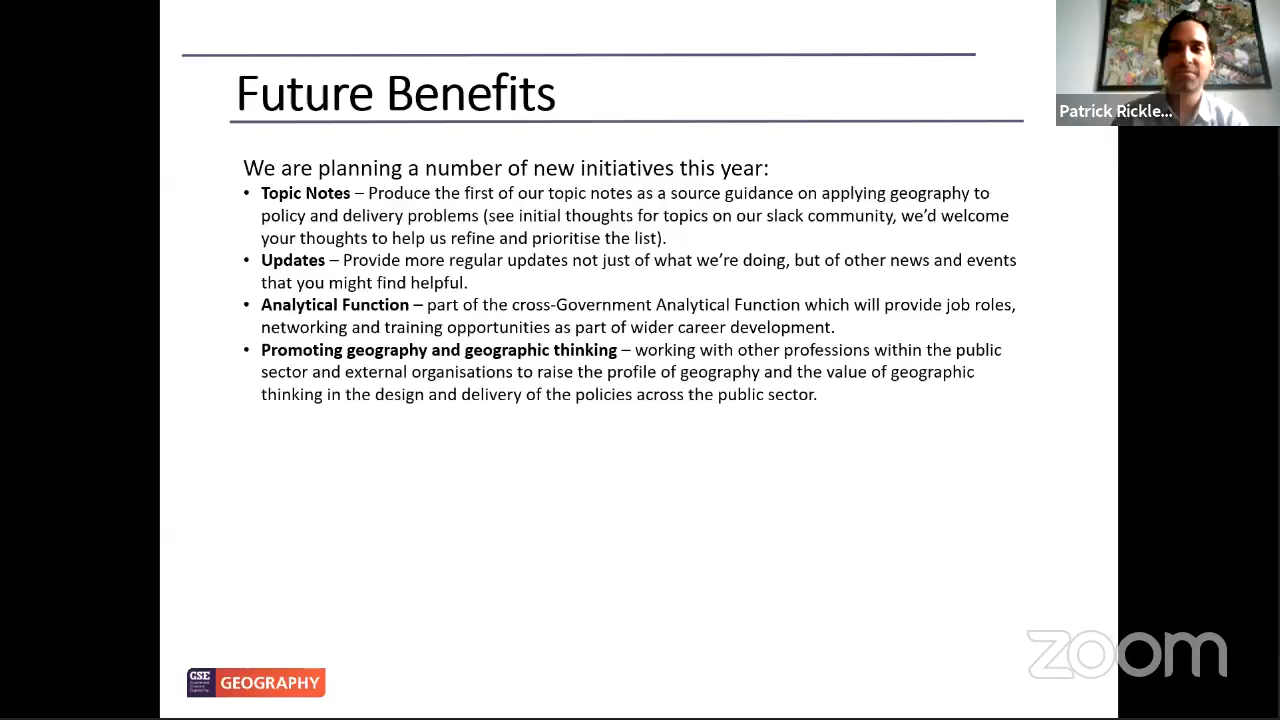 Future Benefits
Patrick Rickle...
We are planning a number of new initiatives this year:
• Topic Notes – Produce the first of our topic notes as a source guidance on applying geography to
policy and delivery problems (see initial thoughts for topics on our slack community, we'd welcome
your thoughts to help us refine and prioritise the list).
• Updates – Provide more regular updates not just of what we're doing, but of other news and events
that you might find helpful.
• Analytical Function – part of the cross-Government Analytical Function which will provide job roles,
networking and training opportunities as part of wider career development.
• Promoting geography and geographic thinking – working with other professions within the public
sector and external organisations to raise the profile of geography and the value of geographic
thinking in the design and delivery of the policies across the public sector.
zoom
GSE
GEOGRAPHY